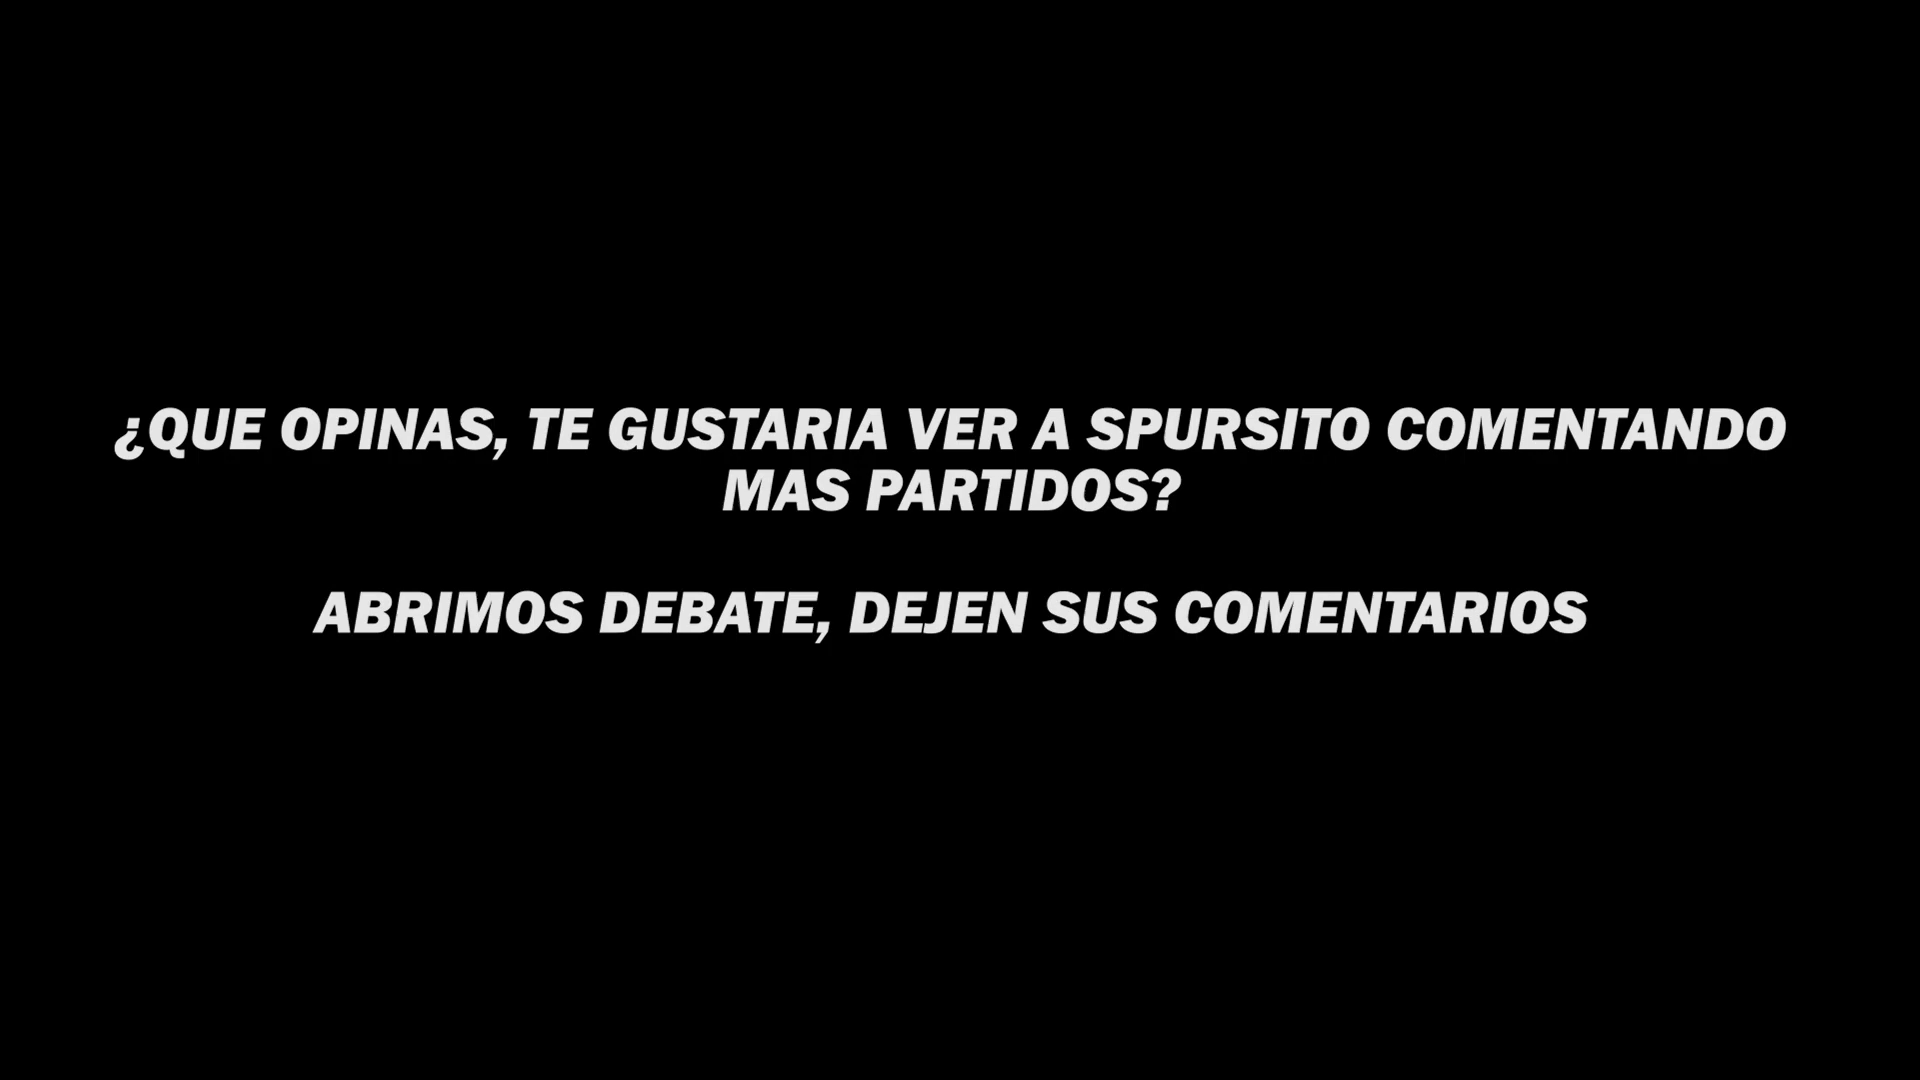 ¿QUE OPINAS, TE GUSTARIA VER A SPURSITO COMENTANDO
MAS PARTIDOS?
ABRIMOS DEBATE, DEJEN SUS COMENTARIOS